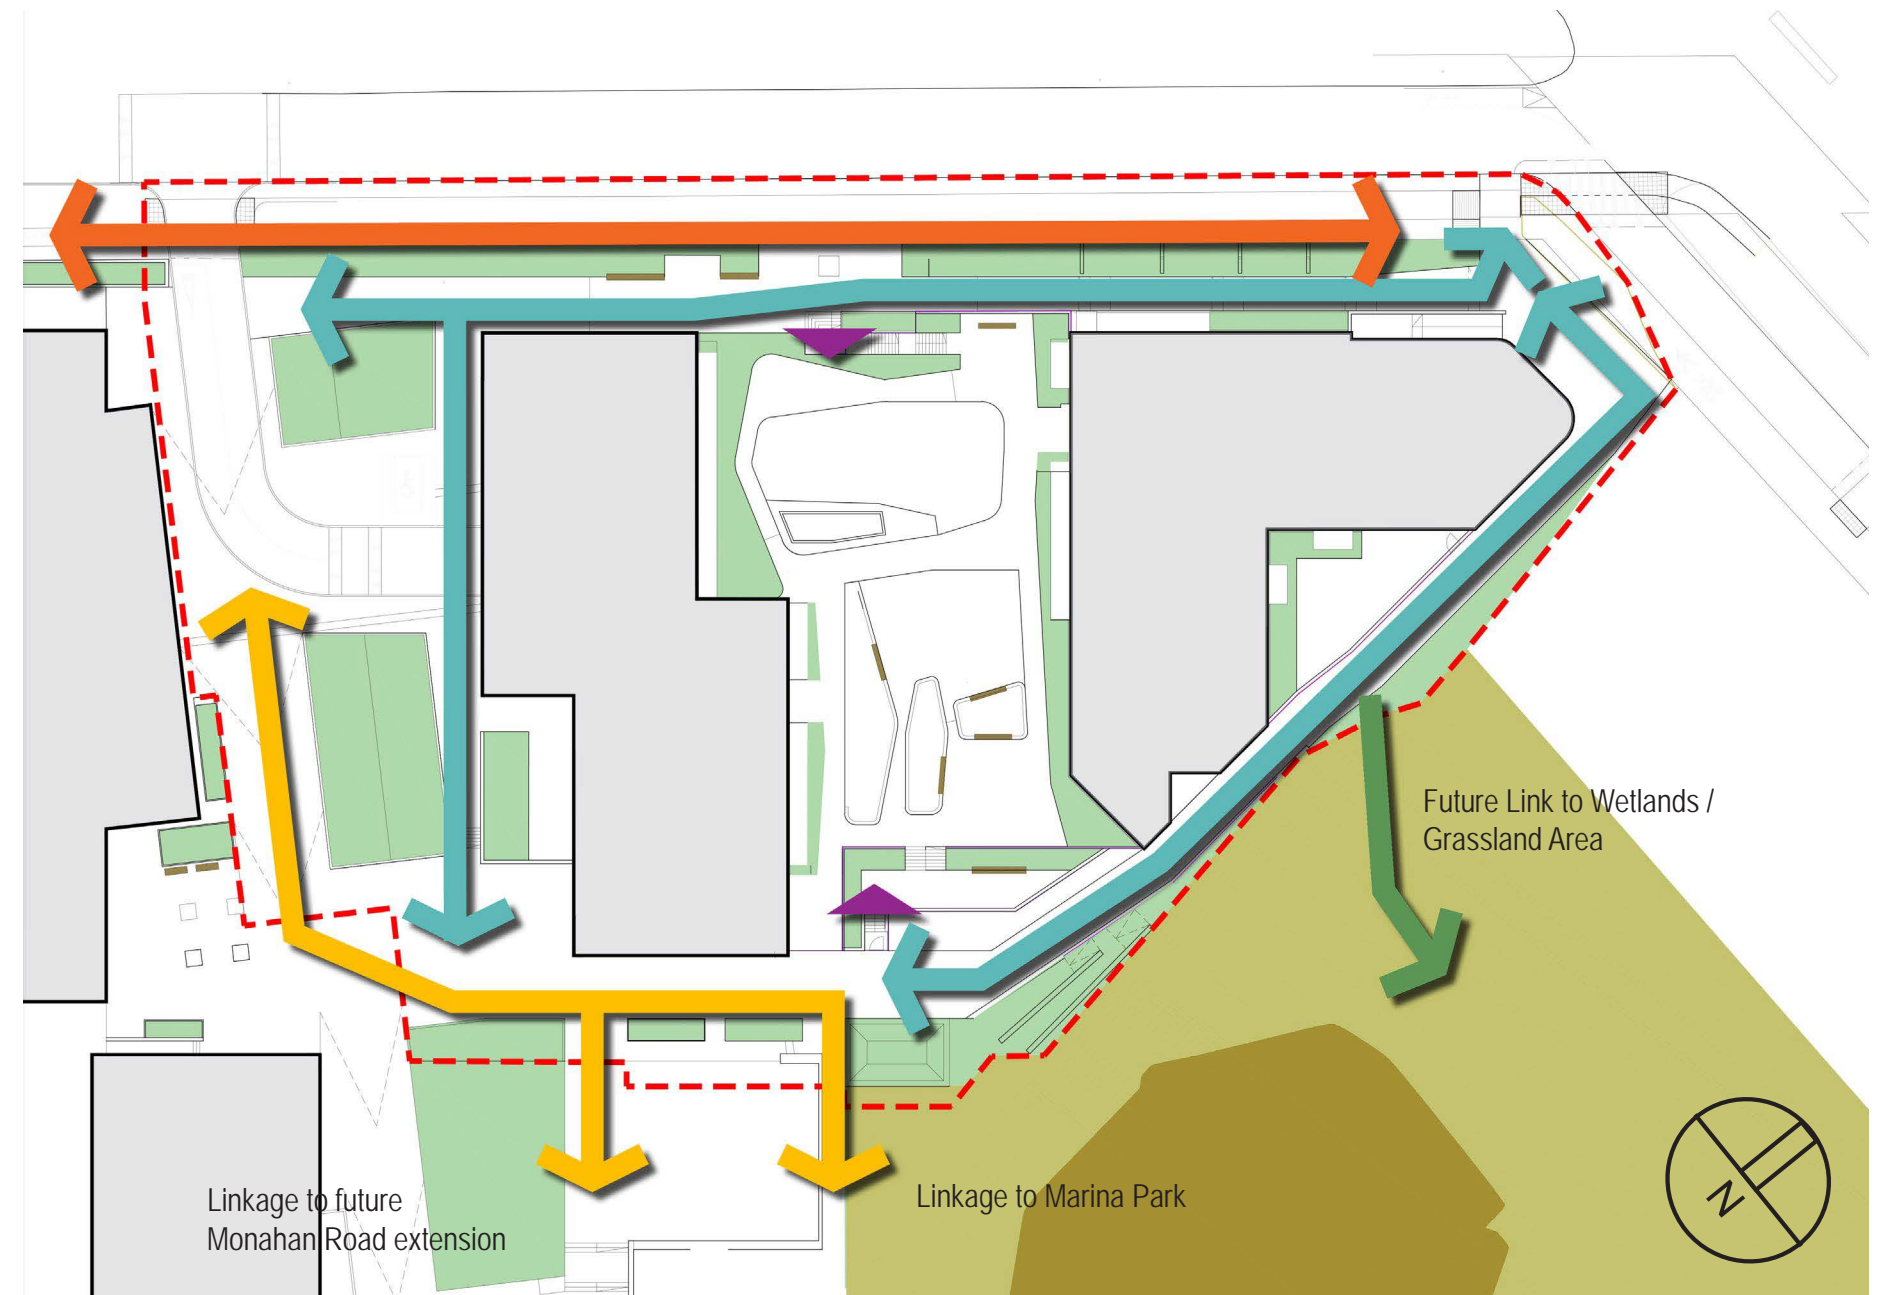 Future Link to Wetlands /
Grassland Area
Linkage to future
Monahan Road extension
Linkage to Marina Park
N